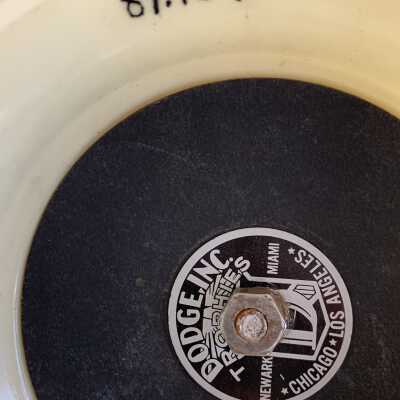 DODGE, INC.
TROPHIES
MIAMI
NEWARK
*CHICAGO*LOS ANGELES*